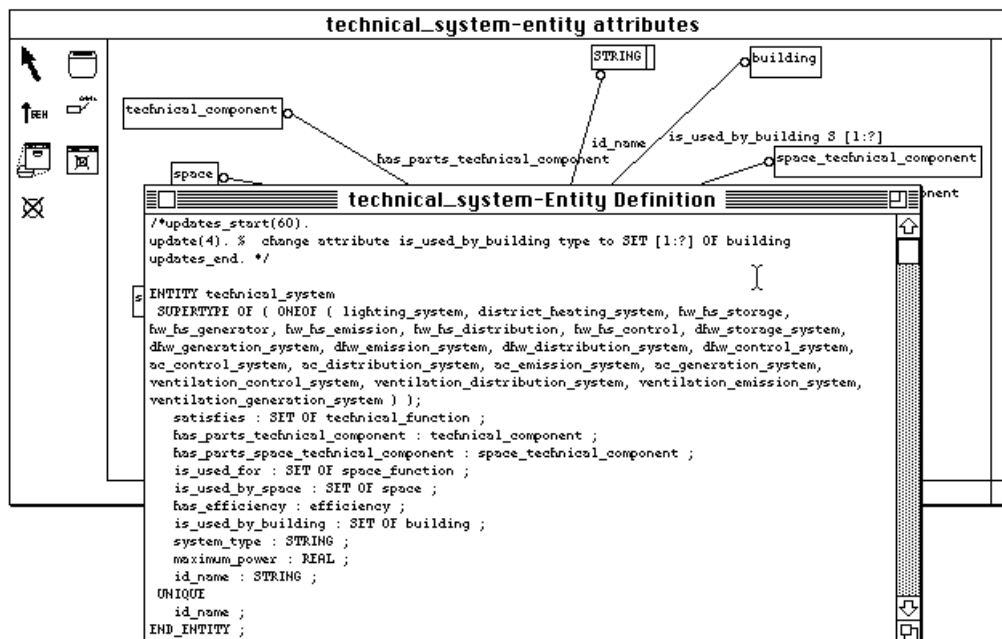 technical_system-entity attributes
STRING
building
GEN
technical_component
id_name
is_used_by_building S [1:?]
has_parts_technical_component
space_technical_component
space
technical_system-Entity Definition
/*updates_start(60).
update(4). %  change attribute is_used_by_building type to SET [1:?] OF building
updates_end. */
ENTITY technical_system
SUPERTYPE OF ( ONEOF ( lighting_system, district_heating_system, hw_hs_storage,
hw_hs_generator, hw_hs_emission, hw_hs_distribution, hw_hs_control, dhw_storage_system,
dhw_generation_system, dhw_emission_system, dhw_distribution_system, dhw_control_system,
ac_control_system, ac_distribution_system, ac_emission_system, ac_generation_system,
ventilation_control_system, ventilation_distribution_system, ventilation_emission_system,
ventilation_generation_system ) );
satisfies : SET OF technical_function ;
has_parts_technical_component : technical_component ;
has_parts_space_technical_component : space_technical_component ;
is_used_for : SET OF space_function ;
is_used_by_space : SET OF space ;
has_efficiency : efficiency ;
is_used_by_building : SET OF building ;
system_type : STRING ;
maximum_power : REAL ;
id_name : STRING ;
UNIQUE
id_name ;
END_ENTITY ;